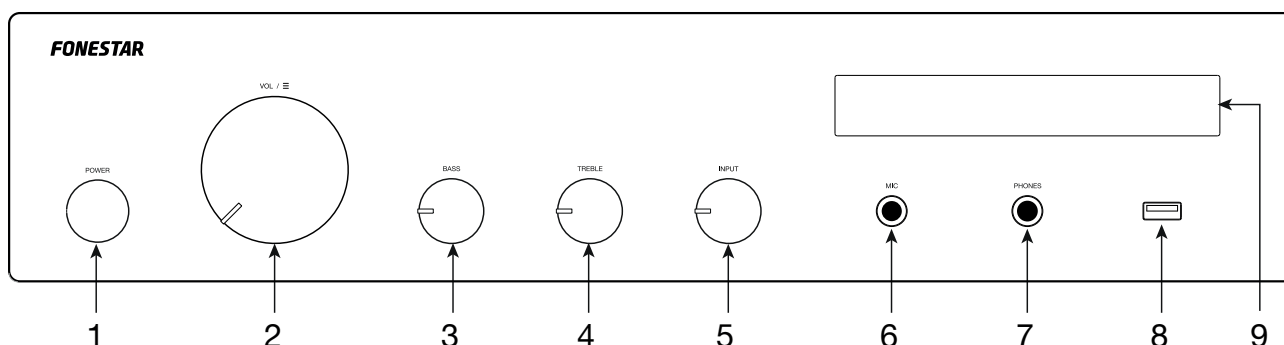 FONESTAR
VOL / ☰
POWER
BASS
TREBLE
INPUT
MIC
PHONES
1 2 3 4 5 6 7 8 9